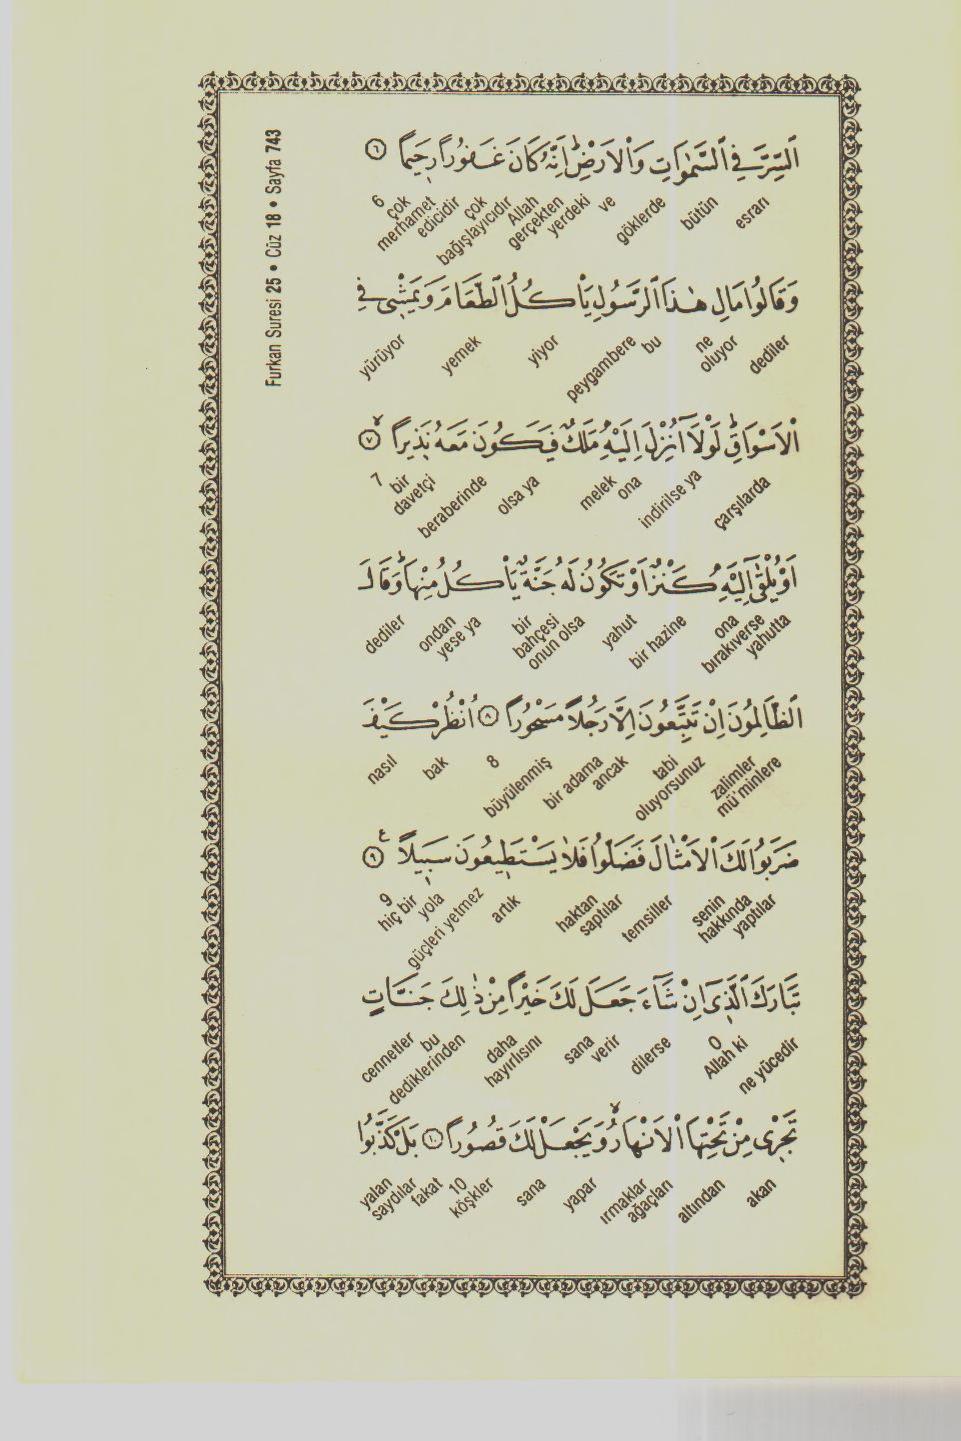 Furkan Suresi 25 • Cüz 18 • Sayfa 743
اَلسِّرَّ فِي السَّمٰوَاتِ وَالْاَرْضِۜ اِنَّهُ كَانَ غَفُورًا رَحِيمًا ﴿٦﴾
esrarı bütün göklerde ve yerdeki gerçekten Allah çok bağışlayıcıdır çok merhamet edicidir 6
وَقَالُوا مَالِ هٰذَا الرَّسُولِ يَأْكُلُ الطَّعَامَ وَيَمْشِي فِي
dediler ne oluyor bu peygambere yiyor yemek yürüyor
الْاَسْوَاقِۜ لَوْلَٓا اُنْزِلَ اِلَيْهِ مَلَكٌ فَيَكُونَ مَعَهُ نَذِيرًاۙ ﴿٧﴾
çarşılarda indirilse ya ona melek olsa ya beraberinde bir davetçi 7
اَوْ يُلْقٰٓى اِلَيْهِ كَنْزٌ اَوْ تَكُونُ لَهُ جَنَّةٌ يَأْكُلُ مِنْهَاۜ وَقَالَ
yahutta bırakıverse ona bir hazine yahut onun olsa bahçesi bir yese ya ondan dediler
الظَّالِمُونَ اِنْ تَتَّبِعُونَ اِلَّا رَجُلًا مَسْحُورًا ﴿٨﴾ اُنْظُرْ كَيْفَ
zalimler mü'minlere tabi oluyorsunuz ancak bir adama büyülenmiş 8 bak nasıl
ضَرَبُوا لَكَ الْاَمْثَالَ فَضَلُّوا فَلَا يَسْتَطِيعُونَ سَبِيلًا ﴿٩﴾ ع
yaptılar senin hakkında temsiller haktan saptılar artık güçleri yetmez yola hiç bir 9
تَبَارَكَ الَّذِٓي اِنْ شَٓاءَ جَعَلَ لَكَ خَيْرًا مِنْ ذٰلِكَ جَنَّاتٍ
ne yücedir O Allah ki dilerse verir sana daha hayırlısını bu dediklerinden cennetler
تَجْرِي مِنْ تَحْتِهَا الْاَنْهَارُۙ وَيَجْعَلْ لَكَ قُصُورًا ﴿١٠﴾ بَلْ كَذَّبُوا
akan altından ırmaklar ağaçları yapar sana köşkler 10 fakat yalan saydılar